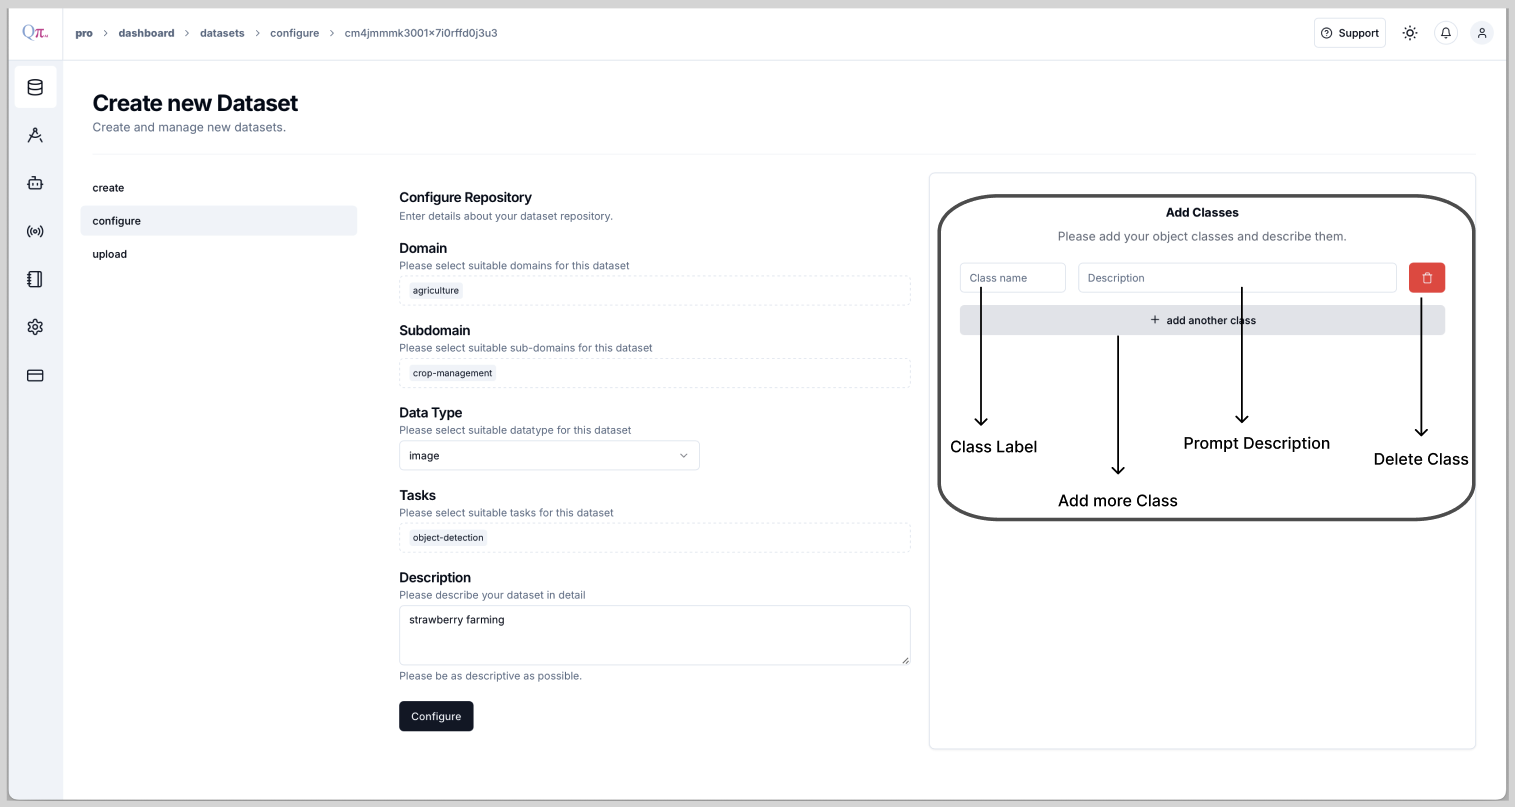 Qπ
pro > dashboard > datasets > configure > cm4jmmmk3001x7i0rffd0j3u3
Support
Create new Dataset
Create and manage new datasets.
create
configure
upload
Configure Repository
Enter details about your dataset repository.
Domain
Please select suitable domains for this dataset
agriculture
Subdomain
Please select suitable sub-domains for this dataset
crop-management
Data Type
Please select suitable datatype for this dataset
image
Tasks
Please select suitable tasks for this dataset
object-detection
Description
Please describe your dataset in detail
strawberry farming
Please be as descriptive as possible.
Configure
Add Classes
Please add your object classes and describe them.
Class name
Description
+ add another class
Class Label
Prompt Description
Delete Class
Add more Class